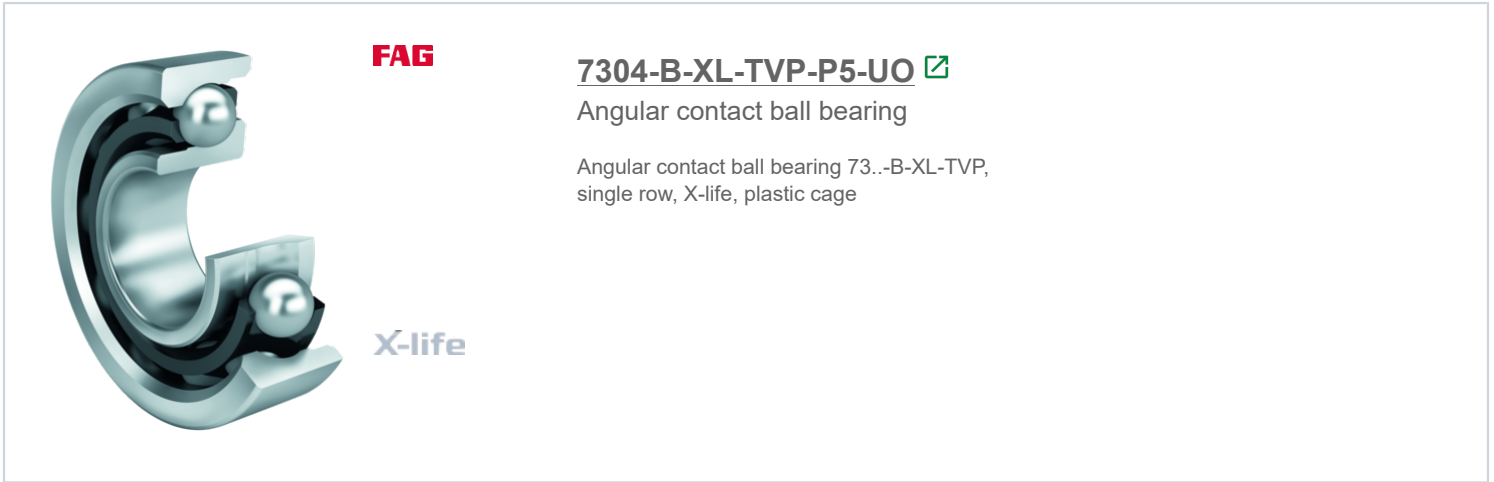 FAG
7304-B-XL-TVP-P5-UO
Angular contact ball bearing
Angular contact ball bearing 73..-B-XL-TVP,
single row, X-life, plastic cage
X-life